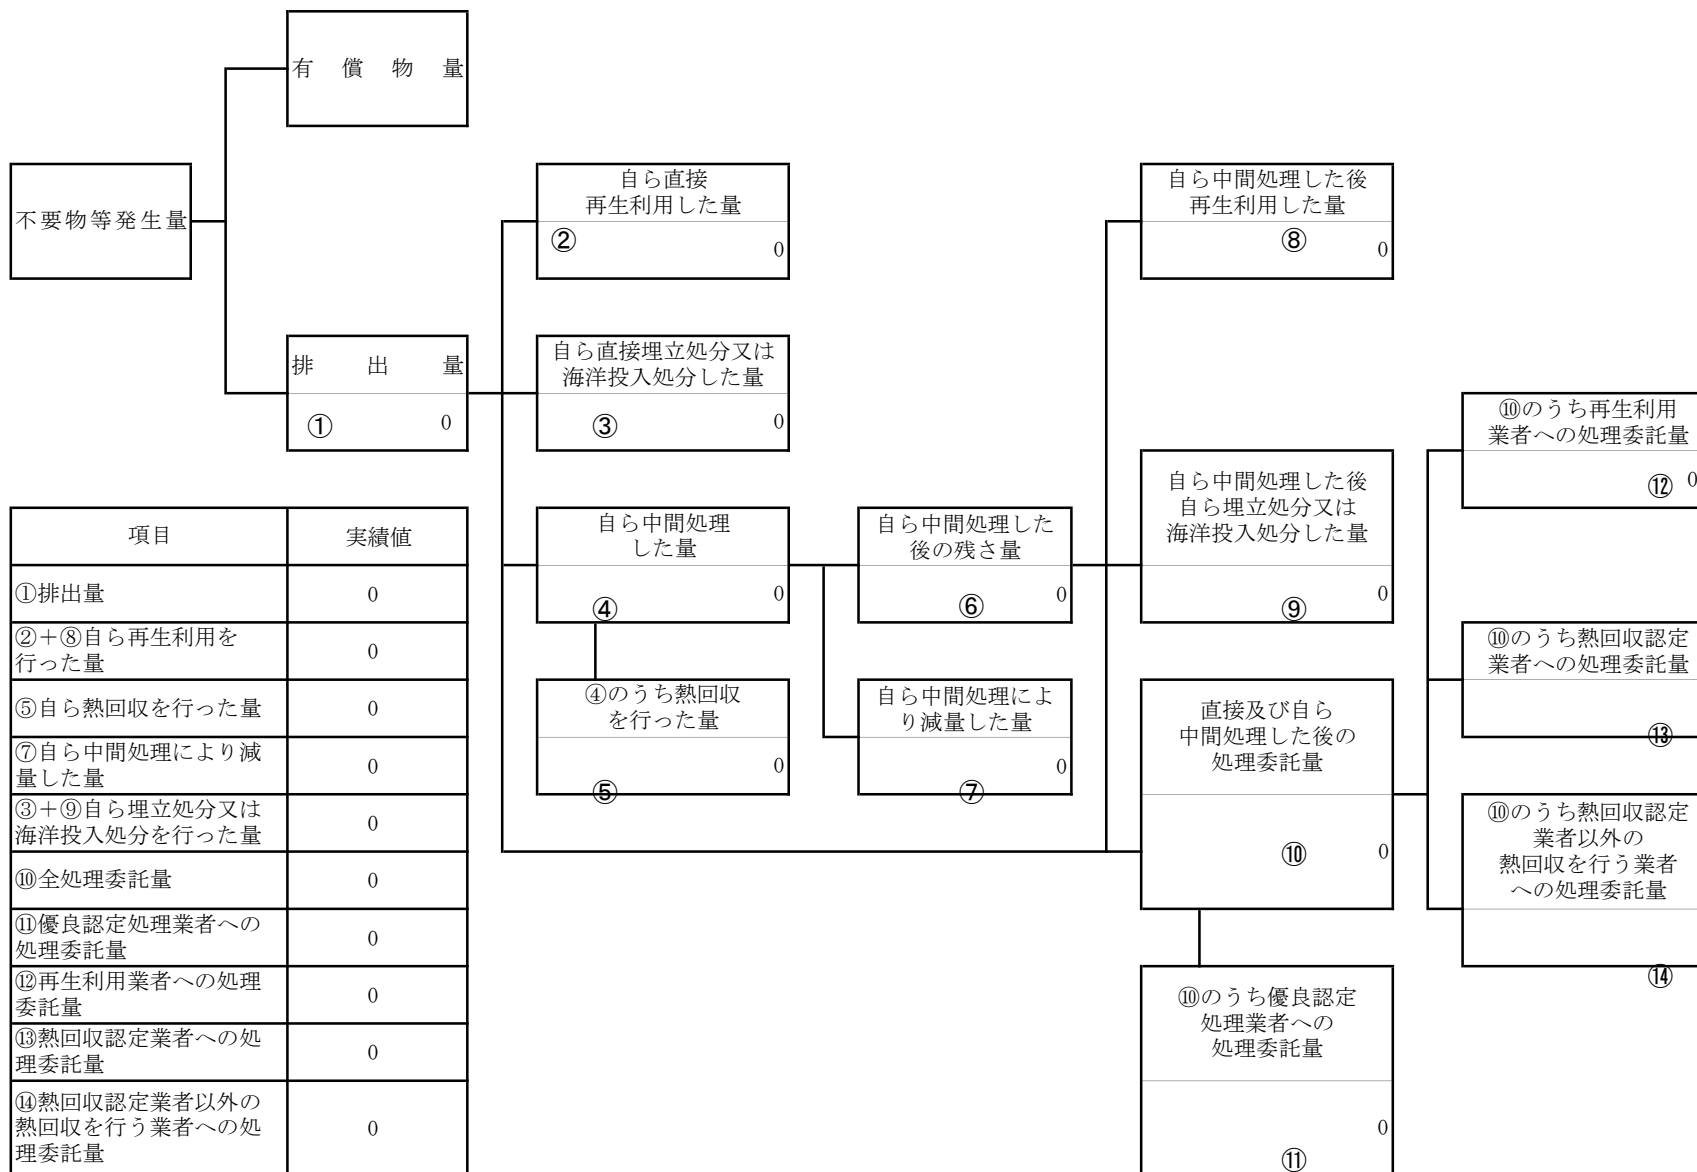 有償物量
不要物等発生量
排出量
①
0
自ら直接
再生利用した量
②
0
自ら直接埋立処分又は
海洋投入処分した量
③
0
自ら中間処理
した量
④
0
④のうち熱回収
を行った量
⑤
0
自ら中間処理した
後の残さ量
⑥
0
自ら中間処理によ
り減量した量
⑦
0
自ら中間処理した後
再生利用した量
⑧
0
自ら中間処理した後
自ら埋立処分又は
海洋投入処分した量
⑨
0
直接及び自ら
中間処理した後の
処理委託量
⑩
0
⑩のうち優良認定
処理業者への
処理委託量
0
⑪
⑩のうち再生利用
業者への処理委託量
⑫
0
⑩のうち熱回収認定
業者への処理委託量
⑬
⑩のうち熱回収認定
業者以外の
熱回収を行う業者
への処理委託量
⑭
項目 実績値
①排出量 0
②+⑧自ら再生利用を
行った量 0
⑤自ら熱回収を行った量 0
⑦自ら中間処理により減
量した量 0
③+⑨自ら埋立処分又は
海洋投入処分を行った量 0
⑩全処理委託量 0
⑪優良認定処理業者への
処理委託量 0
⑫再生利用業者への処理
委託量 0
⑬熱回収認定業者への処
理委託量 0
⑭熱回収認定業者以外の
熱回収を行う業者への処
理委託量 0